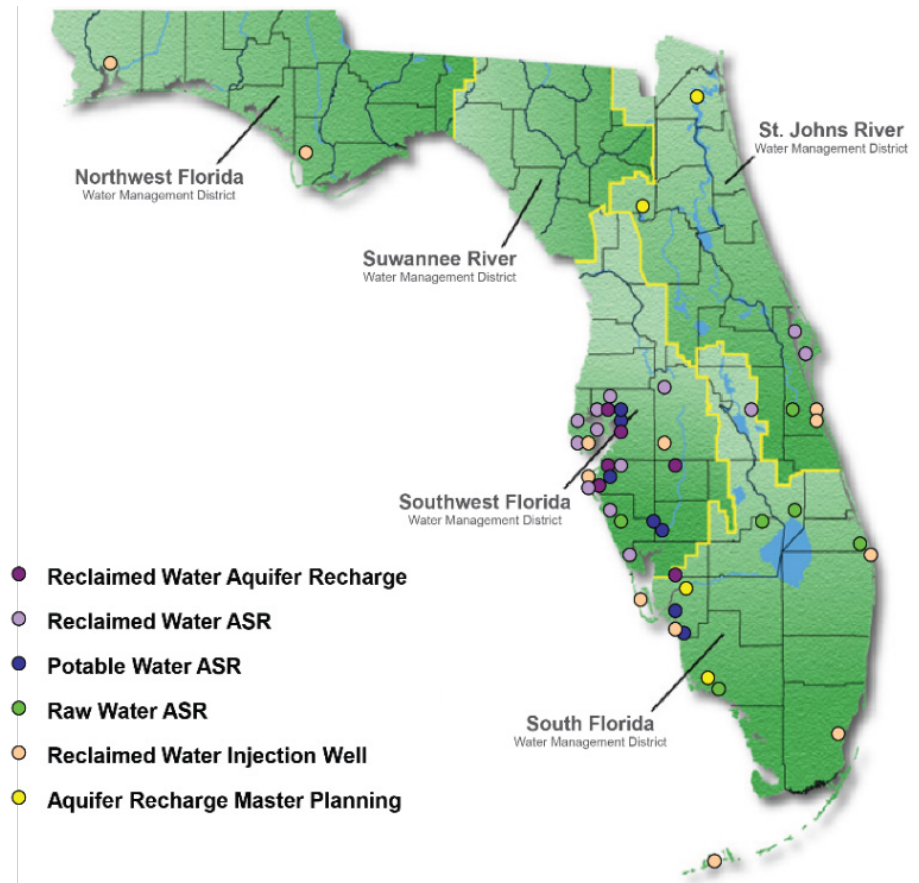 St. Johns River
Water Management District
Northwest Florida
Water Management District
Suwannee River
Water Management District
Southwest Florida
Water Management District
Reclaimed Water Aquifer Recharge
Reclaimed Water ASR
Potable Water ASR
Raw Water ASR
South Florida
Water Management District
Reclaimed Water Injection Well
Aquifer Recharge Master Planning